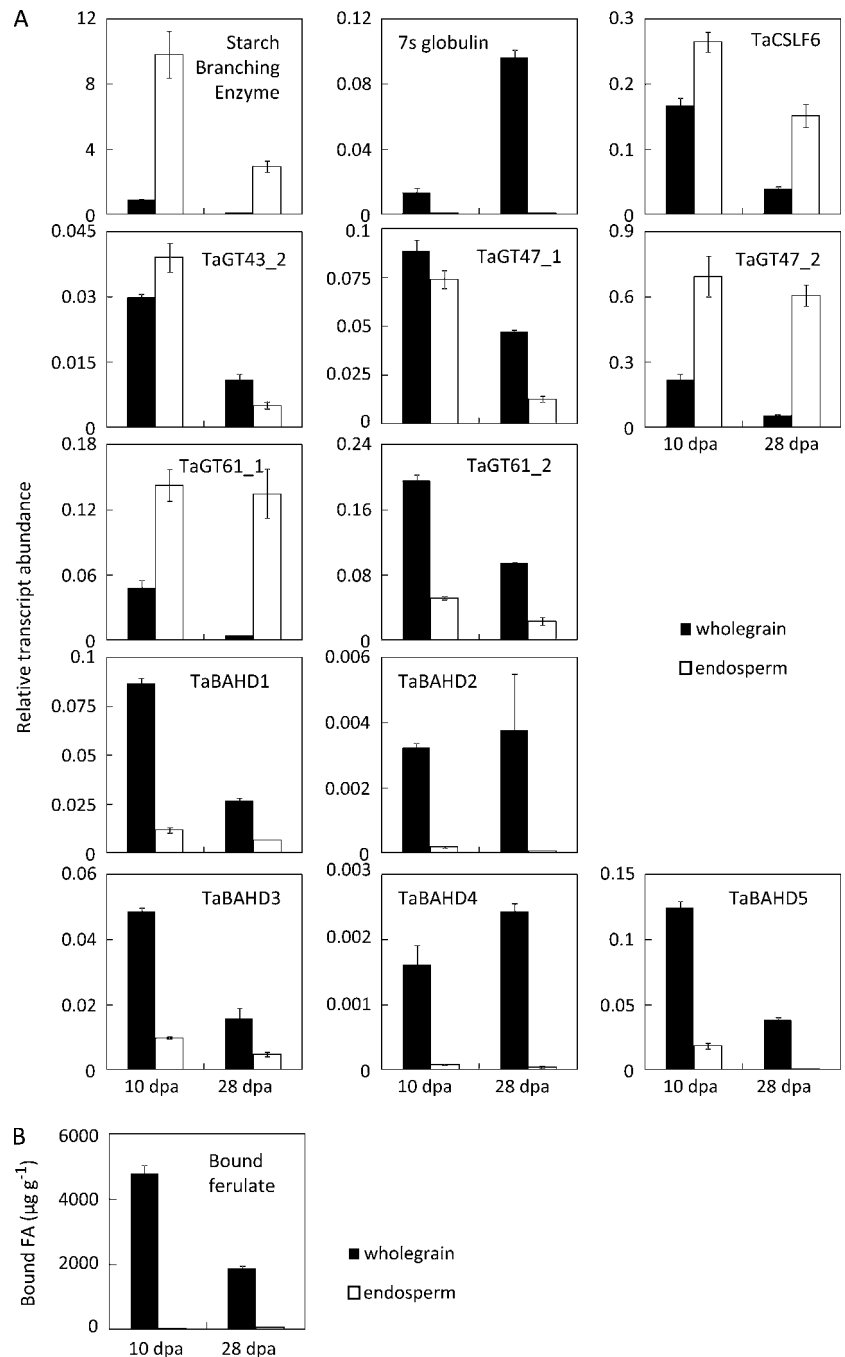 A
Relative transcript abundance
12
8
4
0
Starch
Branching
Enzyme
0.12
0.08
0.04
0
7s globulin
0.3
0.2
0.1
0
TaCSLF6
0.045
0.03
0.015
0
TaGT43_2
0.1
0.075
0.05
0.025
0
TaGT47_1
0.9
0.6
0.3
0
TaGT47_2
10 dpa 28 dpa
0.18
0.12
0.06
0
TaGT61_1
0.24
0.16
0.08
0
TaGT61_2
wholegrain
endosperm
0.1
0.075
0.05
0.025
0
TaBAHD1
0.006
0.004
0.002
0
TaBAHD2
0.06
0.04
0.02
0
TaBAHD3
10 dpa 28 dpa
0.003
0.002
0.001
0
TaBAHD4
10 dpa 28 dpa
0.15
0.1
0.05
0
TaBAHD5
10 dpa 28 dpa
B
Bound FA (µg g⁻¹)
6000
4000
2000
0
Bound
ferulate
10 dpa 28 dpa
wholegrain
endosperm